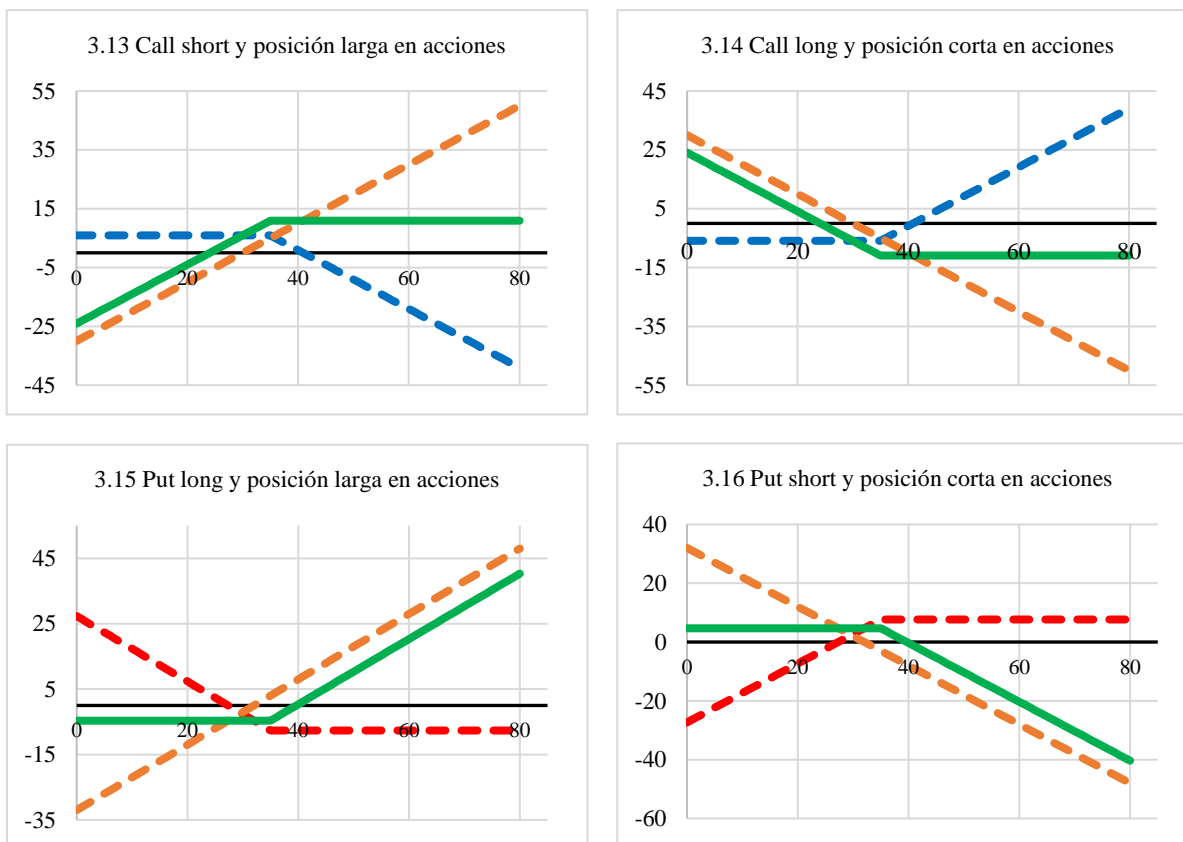 3.13 Call short y posición larga en acciones
55
35
15
-5
-25
-45
0 20 40 60 80
3.14 Call long y posición corta en acciones
45
25
5
-15
-35
-55
0 20 40 60 80
3.15 Put long y posición larga en acciones
45
25
5
-15
-35
0 20 40 60 80
3.16 Put short y posición corta en acciones
40
20
0
-20
-40
-60
0 20 40 60 80